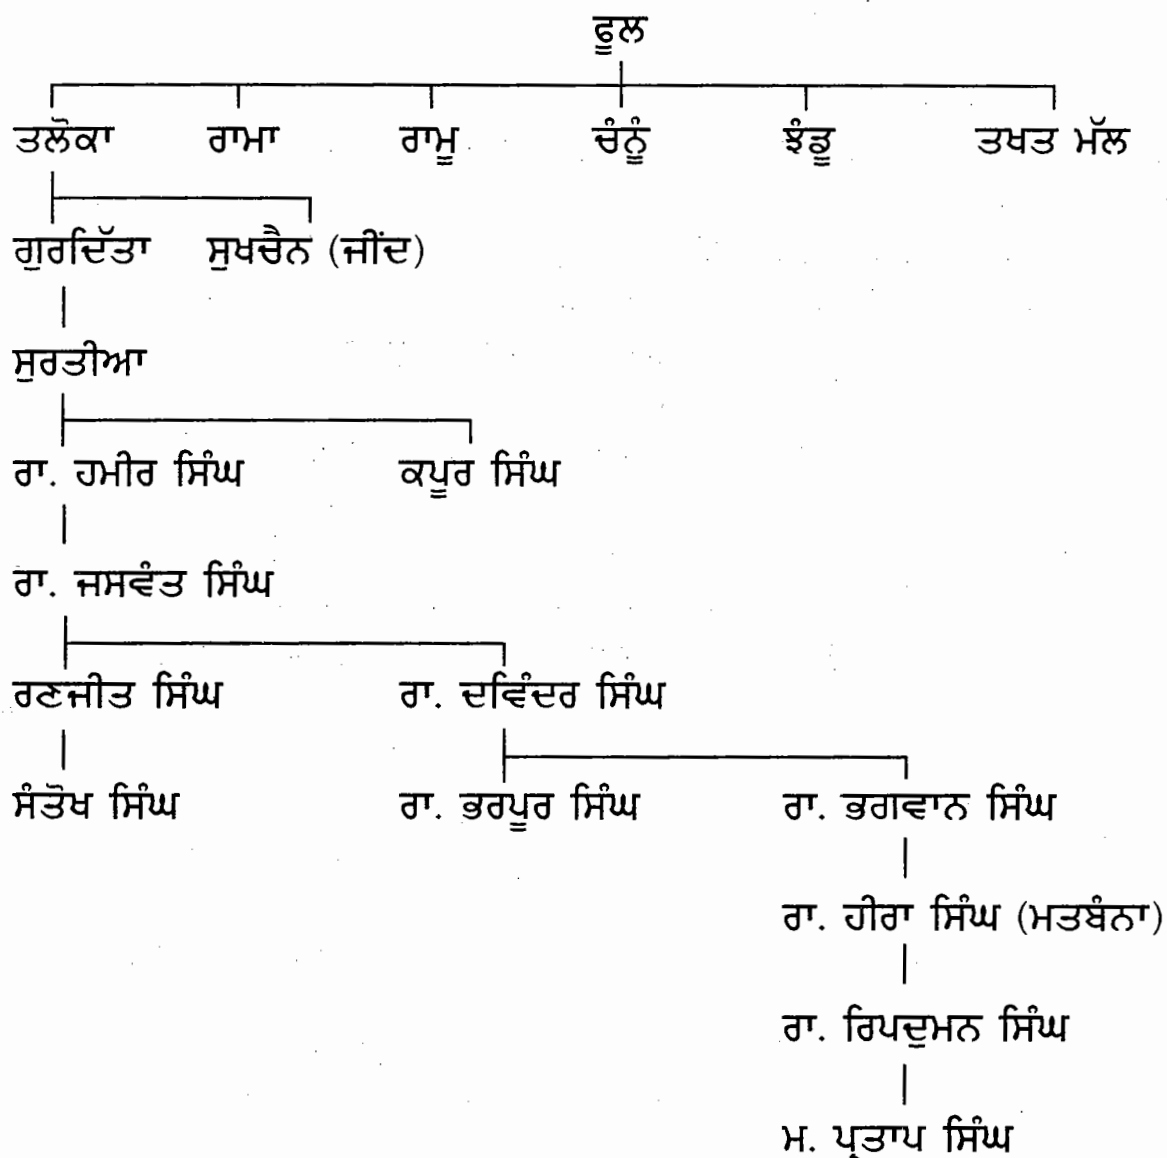 ਫੂਲ
ਤਲੋਕਾ ਰਾਮਾ ਰਾਮੂ ਚੰਨੂੰ ਝੰਡੂ ਤਖਤ ਮੱਲ
ਗੁਰਦਿੱਤਾ ਸੁਖਚੈਨ (ਜੀਂਦ)
ਸੁਰਤੀਆ
ਰਾ. ਹਮੀਰ ਸਿੰਘ ਕਪੂਰ ਸਿੰਘ
ਰਾ. ਜਸਵੰਤ ਸਿੰਘ
ਰਣਜੀਤ ਸਿੰਘ ਰਾ. ਦਵਿੰਦਰ ਸਿੰਘ
ਸੰਤੋਖ ਸਿੰਘ ਰਾ. ਭਰਪੂਰ ਸਿੰਘ ਰਾ. ਭਗਵਾਨ ਸਿੰਘ
ਰਾ. ਹੀਰਾ ਸਿੰਘ (ਮਤਬੰਨਾ)
ਰਾ. ਰਿਪਦੁਮਨ ਸਿੰਘ
ਮ. ਪ੍ਰਤਾਪ ਸਿੰਘ